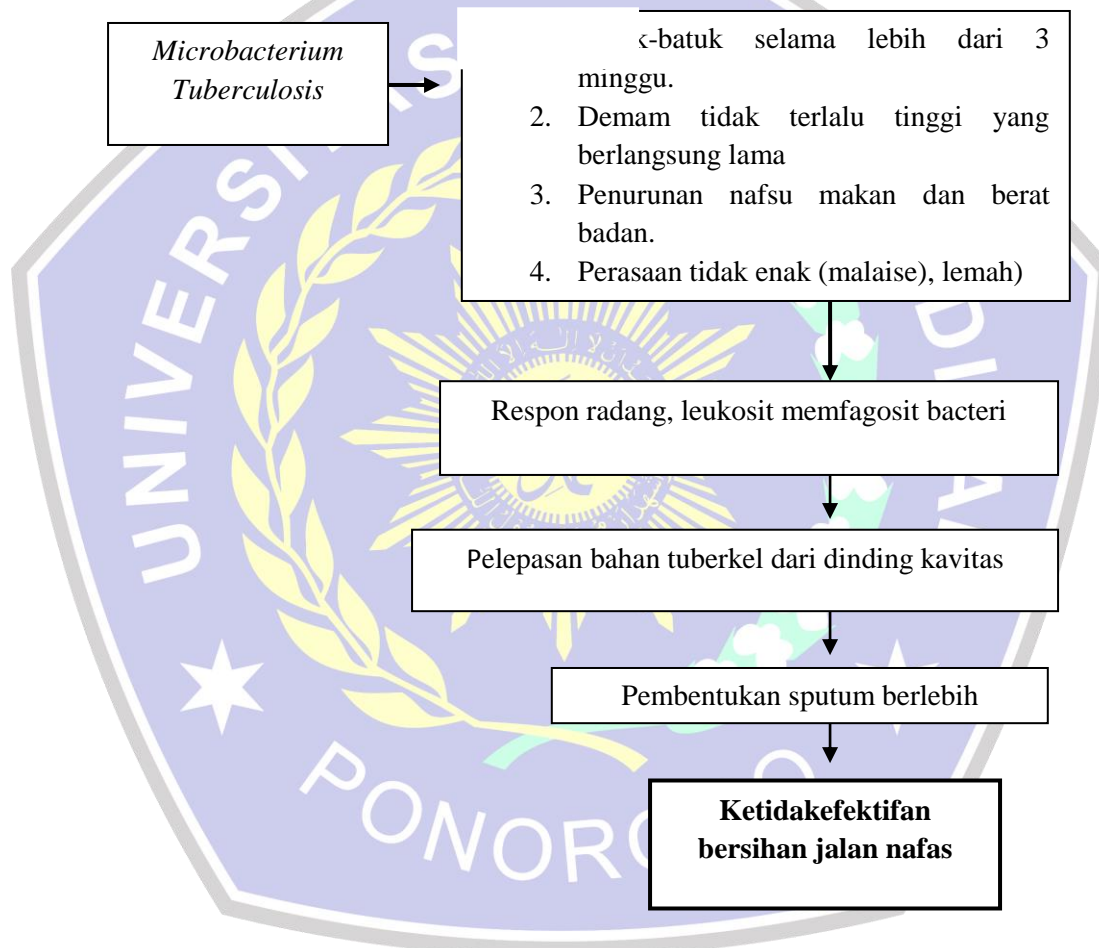 Microbacterium
Tuberculosis
k-batuk selama lebih dari 3
minggu.
2. Demam tidak terlalu tinggi yang
berlangsung lama
3. Penurunan nafsu makan dan berat
badan.
4. Perasaan tidak enak (malaise), lemah)
Respon radang, leukosit memfagosit bacteri
Pelepasan bahan tuberkel dari dinding kavitas
Pembentukan sputum berlebih
Ketidakefektifan
bersihan jalan nafas
PONOROGO